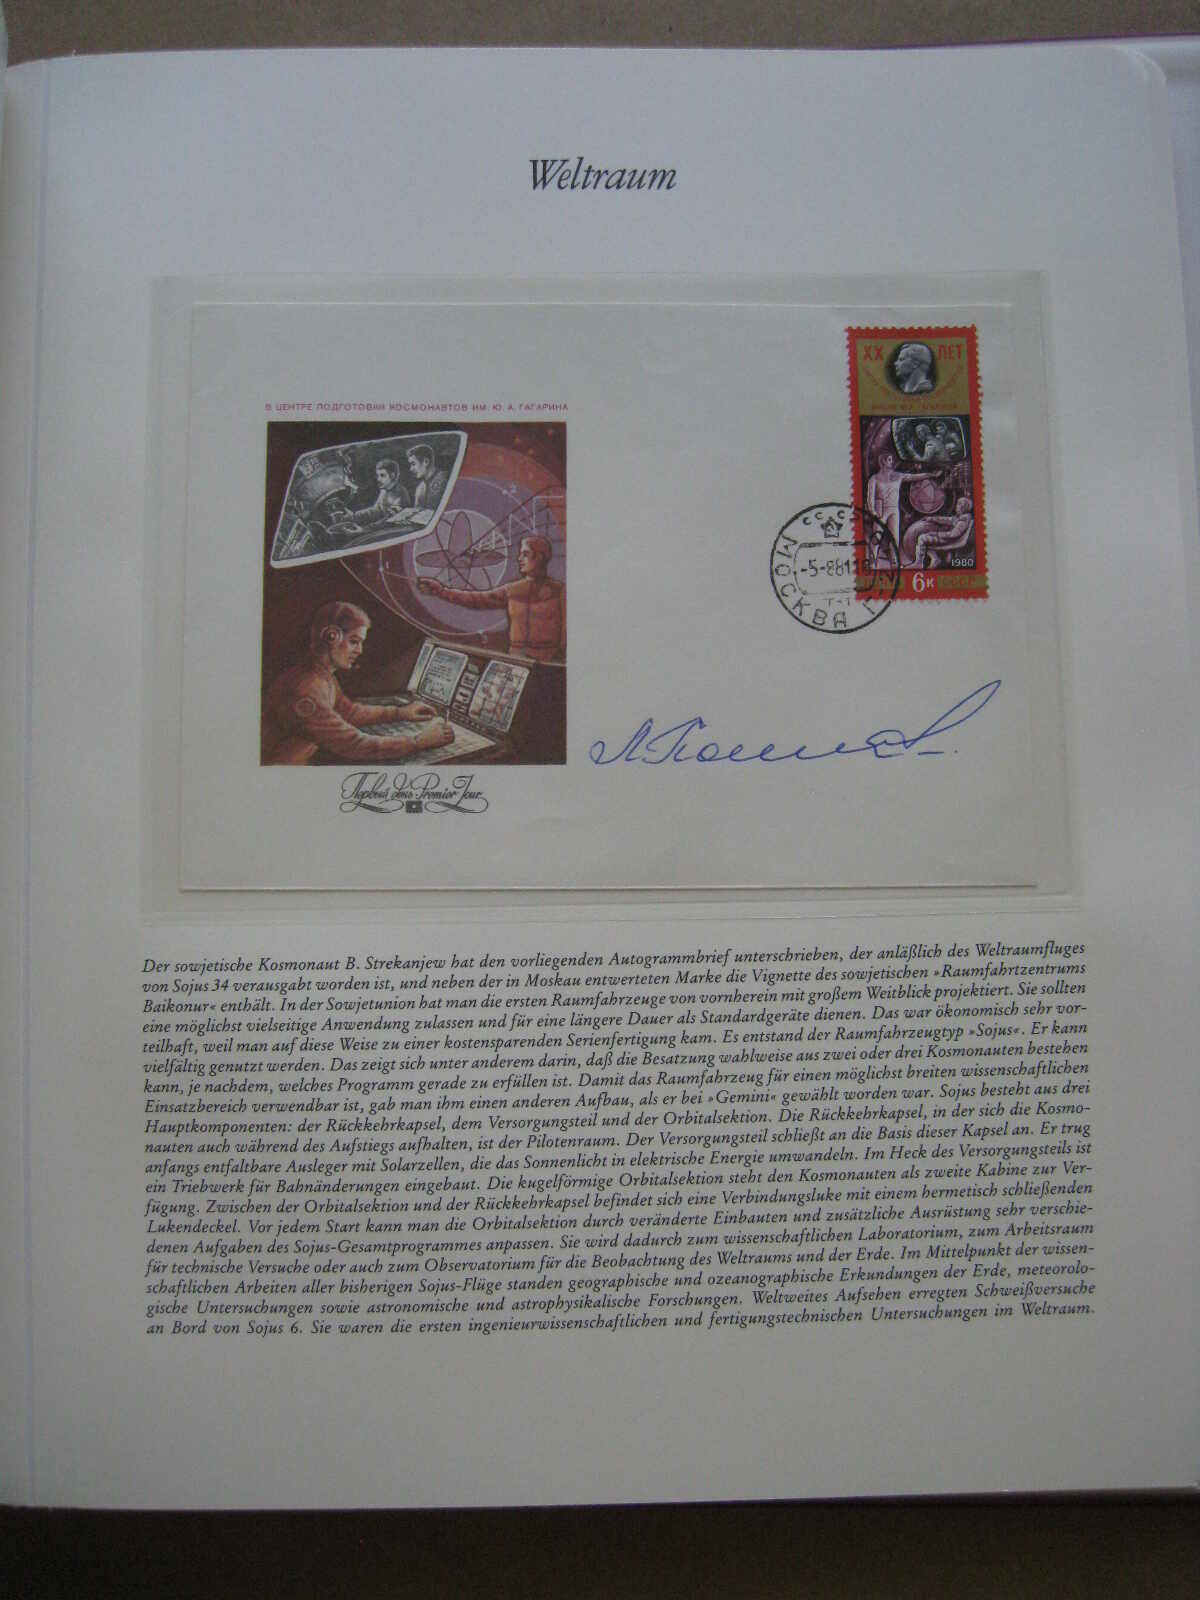 Weltraum
В ЦЕНТРЕ ПОДГОТОВКИ КОСМОНАВТОВ ИМ. Ю. А. ГАГАРИНА
XX ЛЕТ
1980
6к СССР
СССР
-5-881
МОСКВА
Первый день Premier Jour
Der sowjetische Kosmonaut B. Strekanjew hat den vorliegenden Autogrammbrief unterschrieben, der anläßlich des Weltraumfluges
von Sojus 34 verausgabt worden ist, und neben der in Moskau entwerteten Marke die Vignette des sowjetischen »Raumfahrtzentrums
Baikonur« enthält. In der Sowjetunion hat man die ersten Raumfahrzeuge von vornherein mit großem Weitblick projektiert. Sie sollten
eine möglichst vielseitige Anwendung zulassen und für eine längere Dauer als Standardgeräte dienen. Das war ökonomisch sehr vor-
teilhaft, weil man auf diese Weise zu einer kostensparenden Serienfertigung kam. Es entstand der Raumfahrzeugtyp »Sojus«. Er kann
vielfältig genutzt werden. Das zeigt sich unter anderem darin, daß die Besatzung wahlweise aus zwei oder drei Kosmonauten bestehen
kann, je nachdem, welches Programm gerade zu erfüllen ist. Damit das Raumfahrzeug für einen möglichst breiten wissenschaftlichen
Einsatzbereich verwendbar ist, gab man ihm einen anderen Aufbau, als er bei »Gemini« gewählt worden war. Sojus besteht aus drei
Hauptkomponenten: der Rückkehrkapsel, dem Versorgungsteil und der Orbitalsektion. Die Rückkehrkapsel, in der sich die Kosmo-
nauten auch während des Aufstiegs aufhalten, ist der Pilotenraum. Der Versorgungsteil schließt an die Basis dieser Kapsel an. Er trug
anfangs entfaltbare Ausleger mit Solarzellen, die das Sonnenlicht in elektrische Energie umwandeln. Im Heck des Versorgungsteils ist
ein Triebwerk für Bahnänderungen eingebaut. Die kugelförmige Orbitalsektion steht den Kosmonauten als zweite Kabine zur Ver-
fügung. Zwischen der Orbitalsektion und der Rückkehrkapsel befindet sich eine Verbindungsluke mit einem hermetisch schließenden
Lukendeckel. Vor jedem Start kann man die Orbitalsektion durch veränderte Einbauten und zusätzliche Ausrüstung sehr verschie-
denen Aufgaben des Sojus-Gesamtprogrammes anpassen. Sie wird dadurch zum wissenschaftlichen Laboratorium, zum Arbeitsraum
für technische Versuche oder auch zum Observatorium für die Beobachtung des Weltraums und der Erde. Im Mittelpunkt der wissen-
schaftlichen Arbeiten aller bisherigen Sojus-Flüge standen geographische und ozeanographische Erkundungen der Erde, meteorolo-
gische Untersuchungen sowie astronomische und astrophysikalische Forschungen. Weltweites Aufsehen erregten Schweißversuche
an Bord von Sojus 6. Sie waren die ersten ingenieurwissenschaftlichen und fertigungstechnischen Untersuchungen im Weltraum.